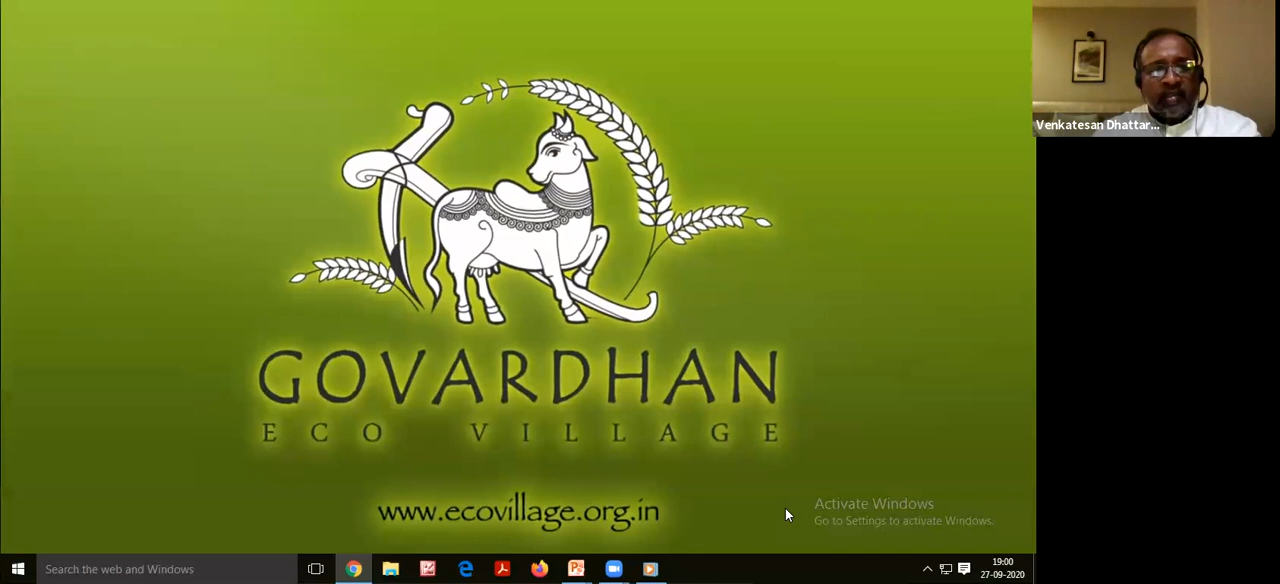 Venkatesan Dhattar...
GOVARDHAN
ECO VILLAGE
www.ecovillage.org.in
Activate Windows
Go to Settings to activate Windows.
Search the web and Windows
19:00
27-09-2020